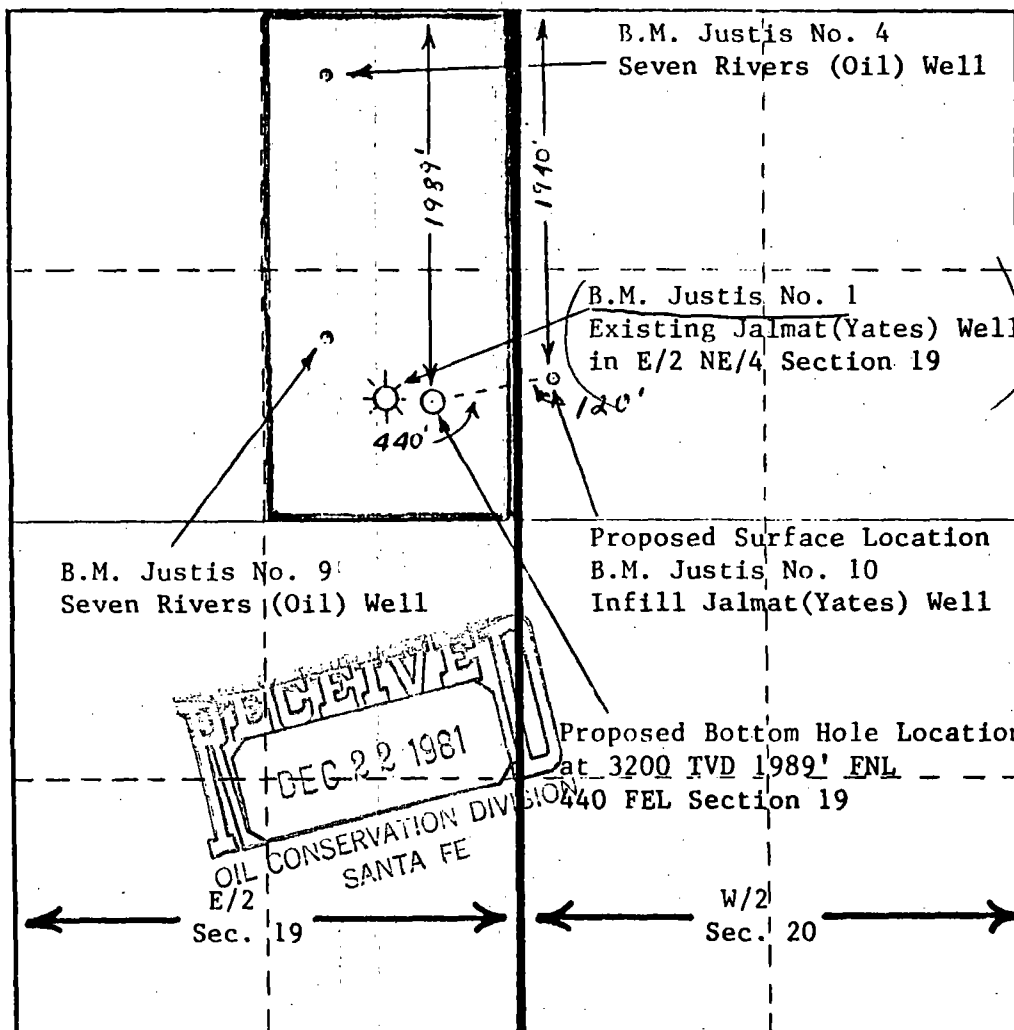 B.M. Justis No. 4
Seven Rivers (Oil) Well
1989'
1940'
B.M. Justis No. 1
Existing Jalmat(Yates) Well
in E/2 NE/4 Section 19
120'
440'
Proposed Surface Location
B.M. Justis No. 10
Infill Jalmat(Yates) Well
B.M. Justis No. 9
Seven Rivers (Oil) Well
RECEIVED
DEC 22 1981
OIL CONSERVATION DIVISION
SANTA FE
Proposed Bottom Hole Location
at 3200 TVD 1989' FNL
440 FEL Section 19
E/2
Sec. 19
W/2
Sec. 20